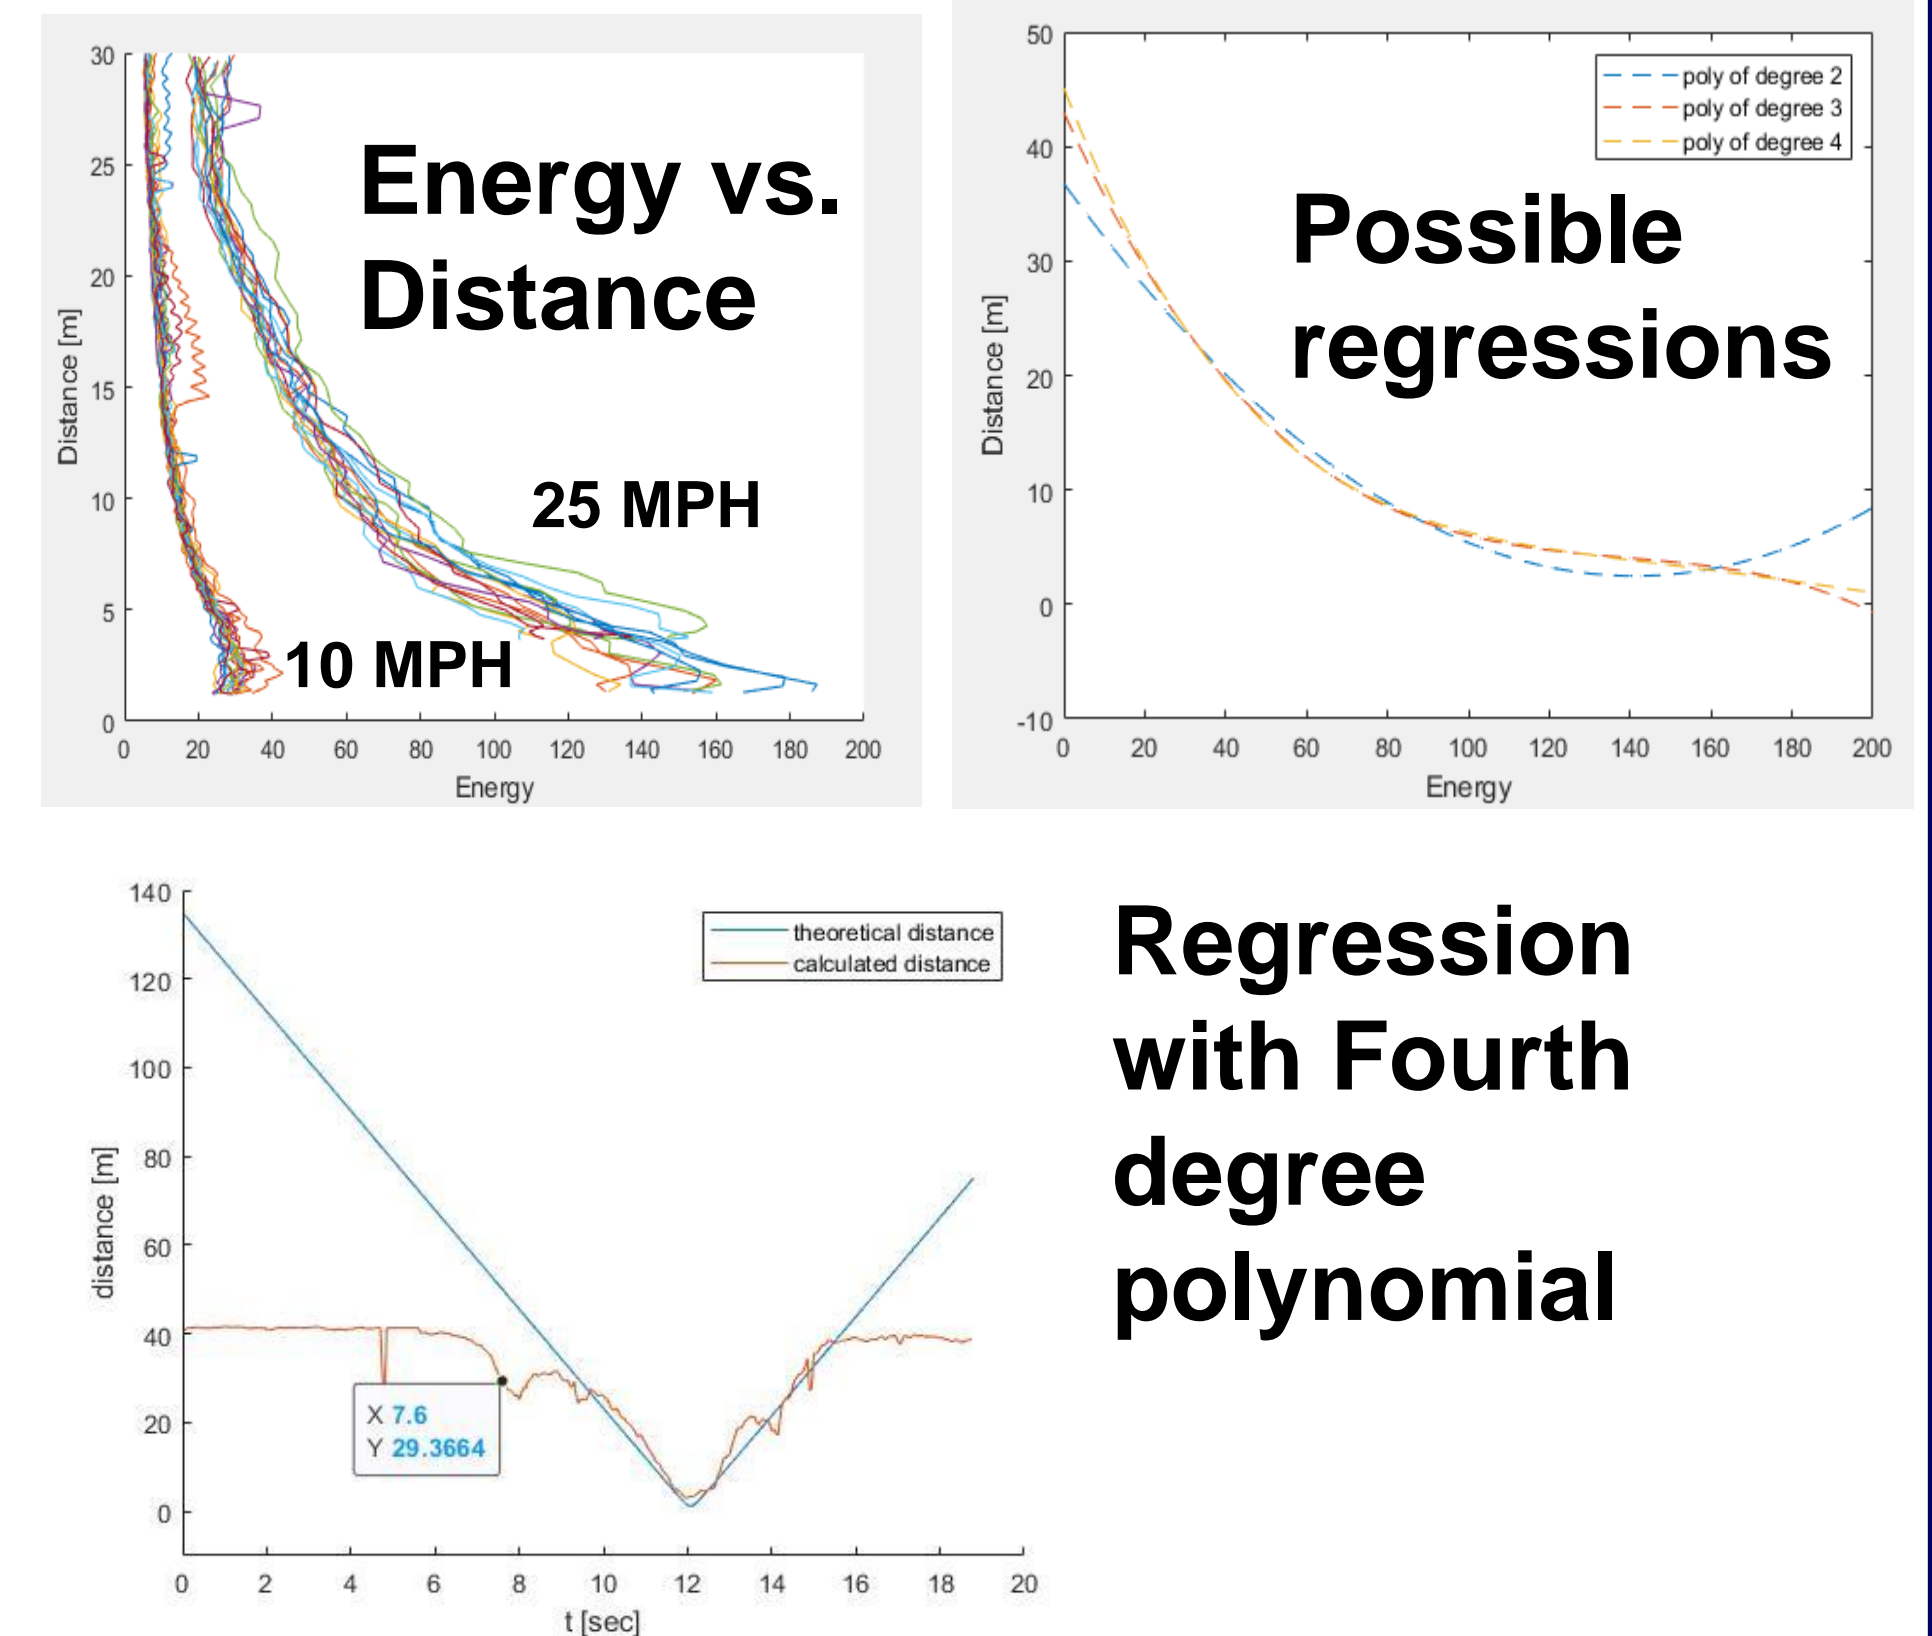 30
25
20
15
10
5
0
Distance [m]
0 20 40 60 80 100 120 140 160 180 200
Energy
Energy vs.
Distance
25 MPH
10 MPH
50
40
30
20
10
0
-10
Distance [m]
0 20 40 60 80 100 120 140 160 180 200
Energy
poly of degree 2
poly of degree 3
poly of degree 4
Possible
regressions
140
120
100
80
60
40
20
0
distance [m]
0 2 4 6 8 10 12 14 16 18 20
t [sec]
theoretical distance
calculated distance
X 7.6
Y 29.3664
Regression
with Fourth
degree
polynomial